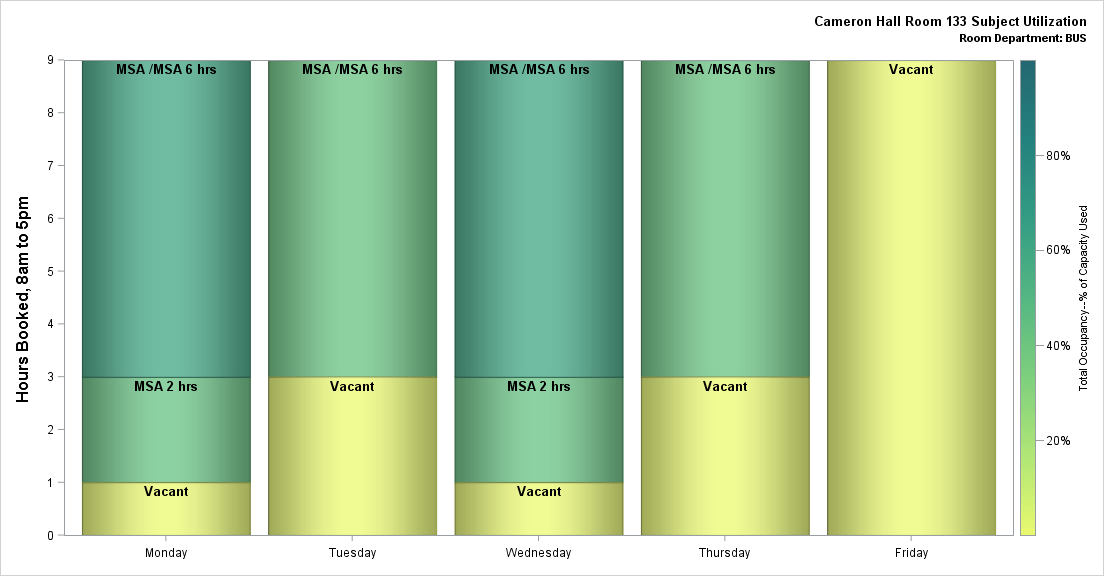 Cameron Hall Room 133 Subject Utilization
Room Department: BUS
Hours Booked, 8am to 5pm
9
8
7
6
5
4
3
2
1
0
MSA /MSA 6 hrs
MSA 2 hrs
Vacant
MSA /MSA 6 hrs
Vacant
MSA /MSA 6 hrs
MSA 2 hrs
Vacant
MSA /MSA 6 hrs
Vacant
Vacant
Monday
Tuesday
Wednesday
Thursday
Friday
80%
60%
40%
20%
Total Occupancy--% of Capacity Used